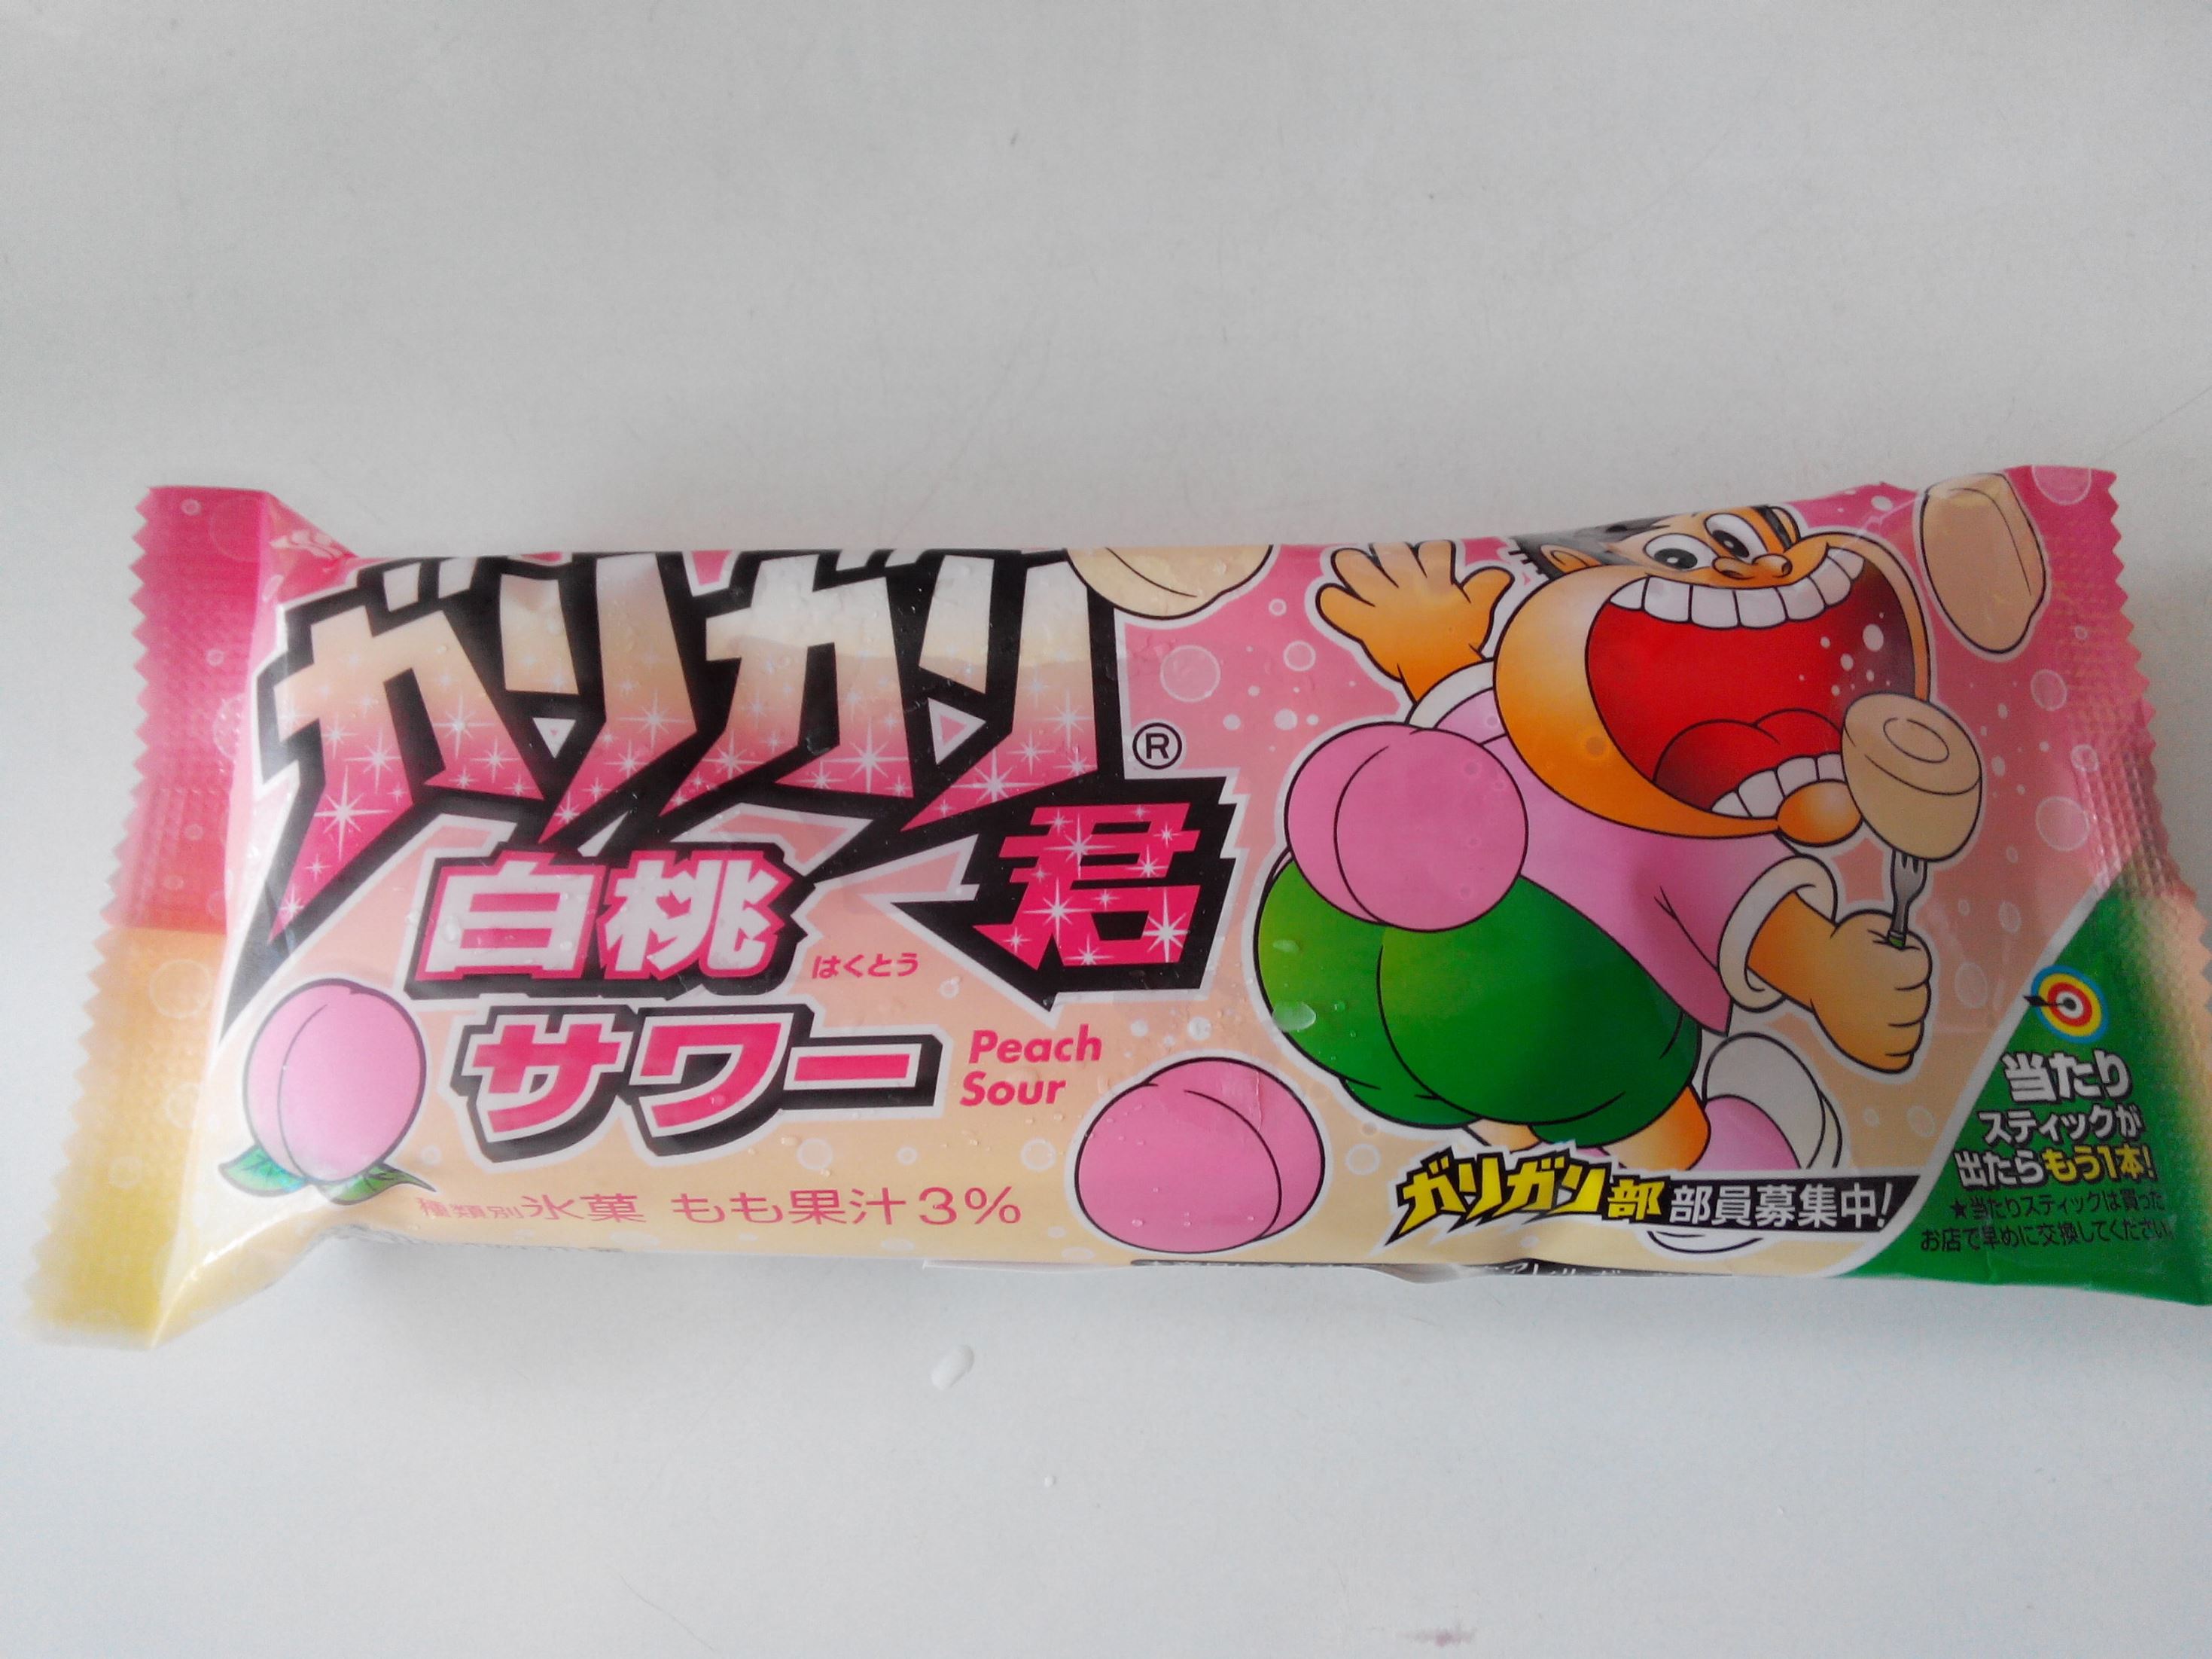 ガリガリ君
®
白桃
はくとう
サワー
Peach
Sour
種類別氷菓 もも果汁3%
ガリガリ部 部員募集中!
当たり
スティックが
出たらもう1本!
★当たりスティックは買った
お店で早めに交換してください